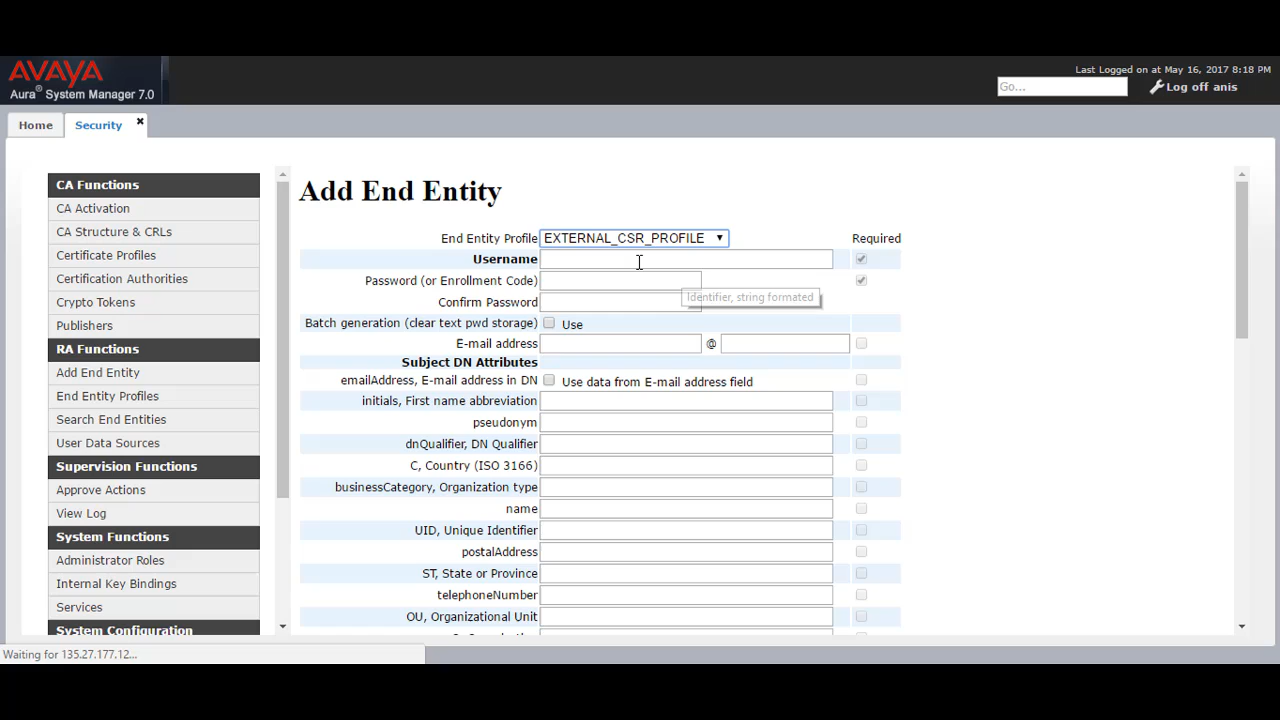 AVAYA
Aura® System Manager 7.0
Last Logged on at May 16, 2017 8:18 PM
Go...
Log off anis
Home
Security
CA Functions
CA Activation
CA Structure & CRLs
Certificate Profiles
Certification Authorities
Crypto Tokens
Publishers
RA Functions
Add End Entity
End Entity Profiles
Search End Entities
User Data Sources
Supervision Functions
Approve Actions
View Log
System Functions
Administrator Roles
Internal Key Bindings
Services
System Configuration
Add End Entity
End Entity Profile EXTERNAL_CSR_PROFILE Required
Username
Password (or Enrollment Code)
Identifier, string formated
Confirm Password
Batch generation (clear text pwd storage) Use
E-mail address @
Subject DN Attributes
emailAddress, E-mail address in DN Use data from E-mail address field
initials, First name abbreviation
pseudonym
dnQualifier, DN Qualifier
C, Country (ISO 3166)
businessCategory, Organization type
name
UID, Unique Identifier
postalAddress
ST, State or Province
telephoneNumber
OU, Organizational Unit
Waiting for 135.27.177.12...